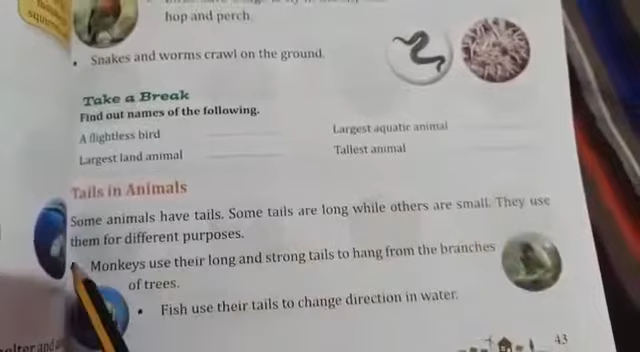 hop and perch.
• Snakes and worms crawl on the ground.
Take a Break
Find out names of the following.
A flightless bird
Largest aquatic animal
Largest land animal
Tallest animal
Tails in Animals
Some animals have tails. Some tails are long while others are small. They use
them for different purposes.
Monkeys use their long and strong tails to hang from the branches
of trees.
• Fish use their tails to change direction in water.
43